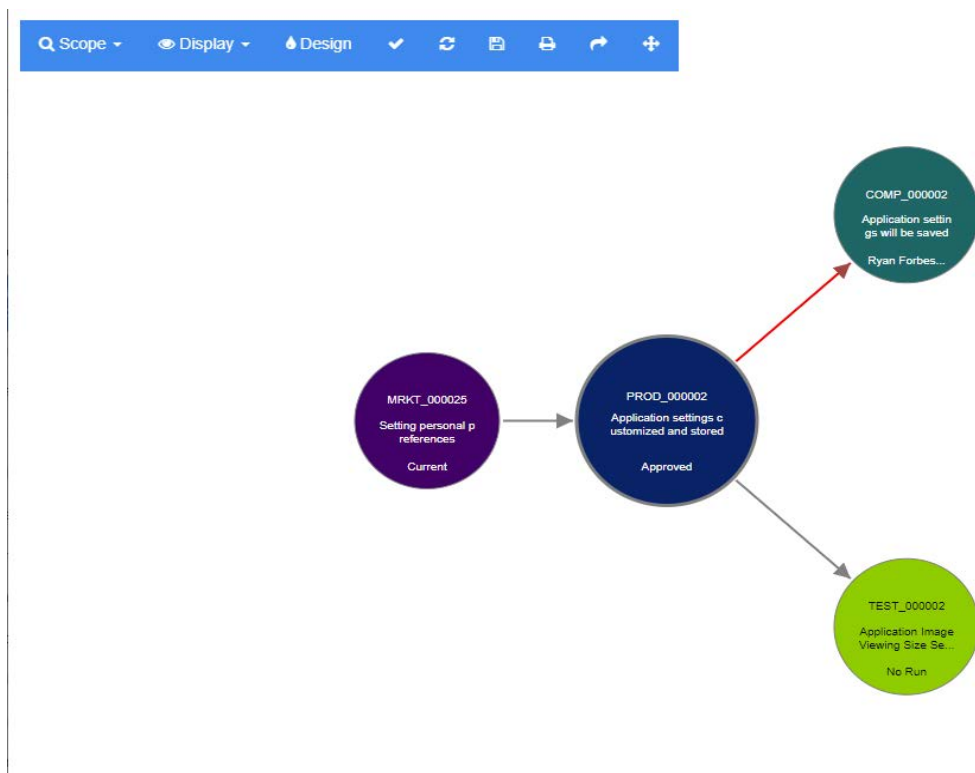 Scope Display Design
COMP_000002
Application settin
gs will be saved
Ryan Forbes...
MRKT_000025
Setting personal p
references
Current
PROD_000002
Application settings c
ustomized and stored
Approved
TEST_000002
Application Image
Viewing Size Se...
No Run